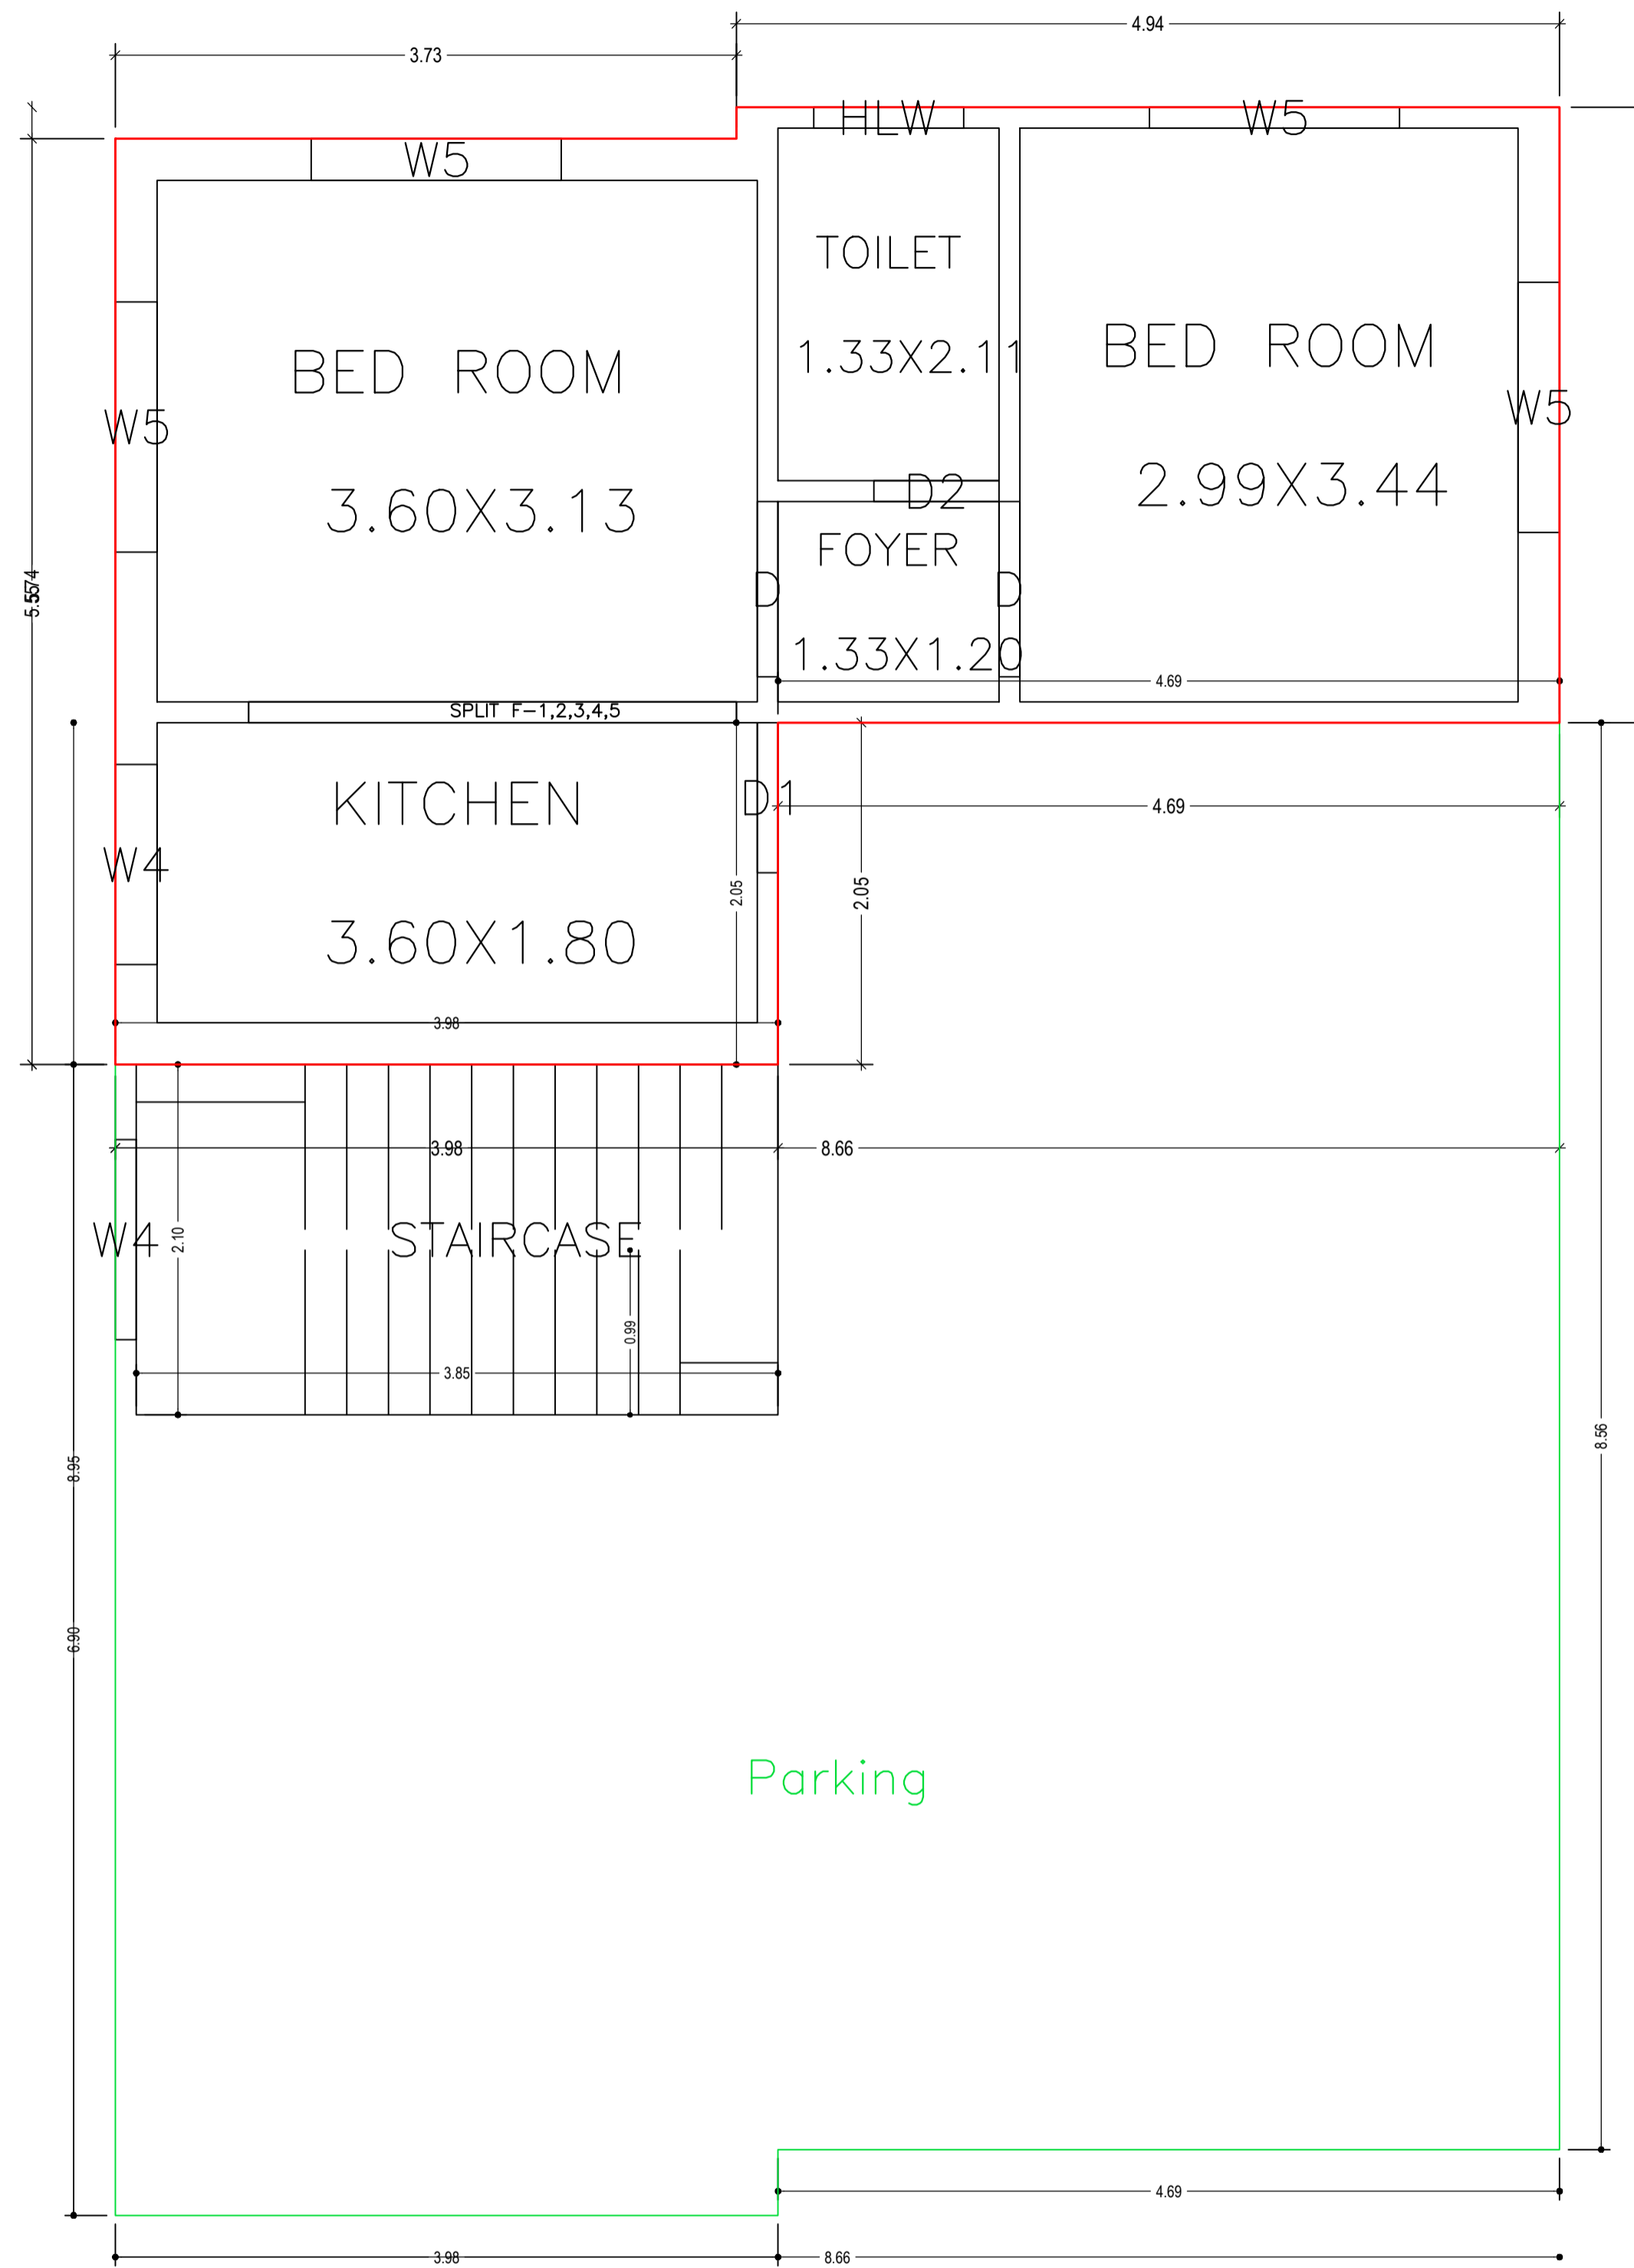 4.94
3.73
HLW
W5
W5
TOILET
1.33X2.11
BED ROOM
3.60X3.13
BED ROOM
2.99X3.44
W5
W5
D2
FOYER
1.33X1.20
D
D
4.69
SPLIT F-1,2,3,4,5
KITCHEN
3.60X1.80
D1
4.69
W4
2.05
2.05
3.98
3.98
8.66
W4
2.10
STAIRCASE
0.99
3.85
8.95
8.56
6.90
Parking
4.69
3.98
8.66